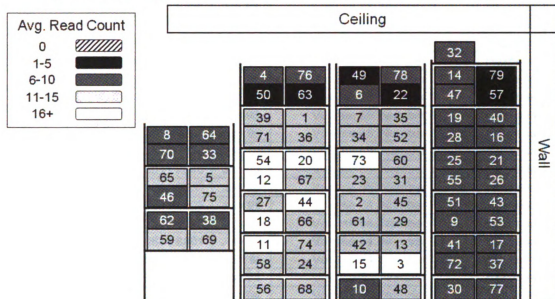 Ceiling
Avg. Read Count
0
1-5
6-10
11-15
16+
32
4 76 49 78 14 79
50 63 6 22 47 57
39 1 7 35 19 40
8 64 71 36 34 52 28 16
70 33 54 20 73 60 25 21
65 5 12 67 23 31 55 26
46 75 27 44 2 45 51 43
62 38 18 66 61 29 9 53
59 69 11 74 42 13 41 17
58 24 15 3 72 37
56 68 10 48 30 77
Wall